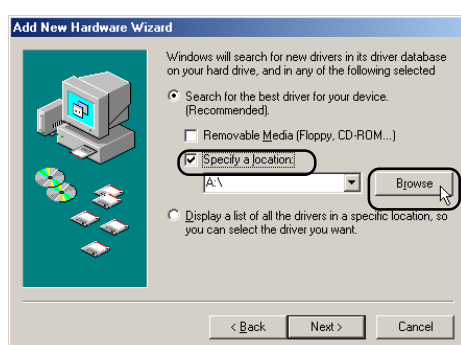 Add New Hardware Wizard
Windows will search for new drivers in its driver database
on your hard drive, and in any of the following selected
Search for the best driver for your device.
(Recommended).
Removable Media (Floppy, CD-ROM...)
Specify a location:
A:\
Browse
Display a list of all the drivers in a specific location, so
you can select the driver you want.
< Back
Next >
Cancel